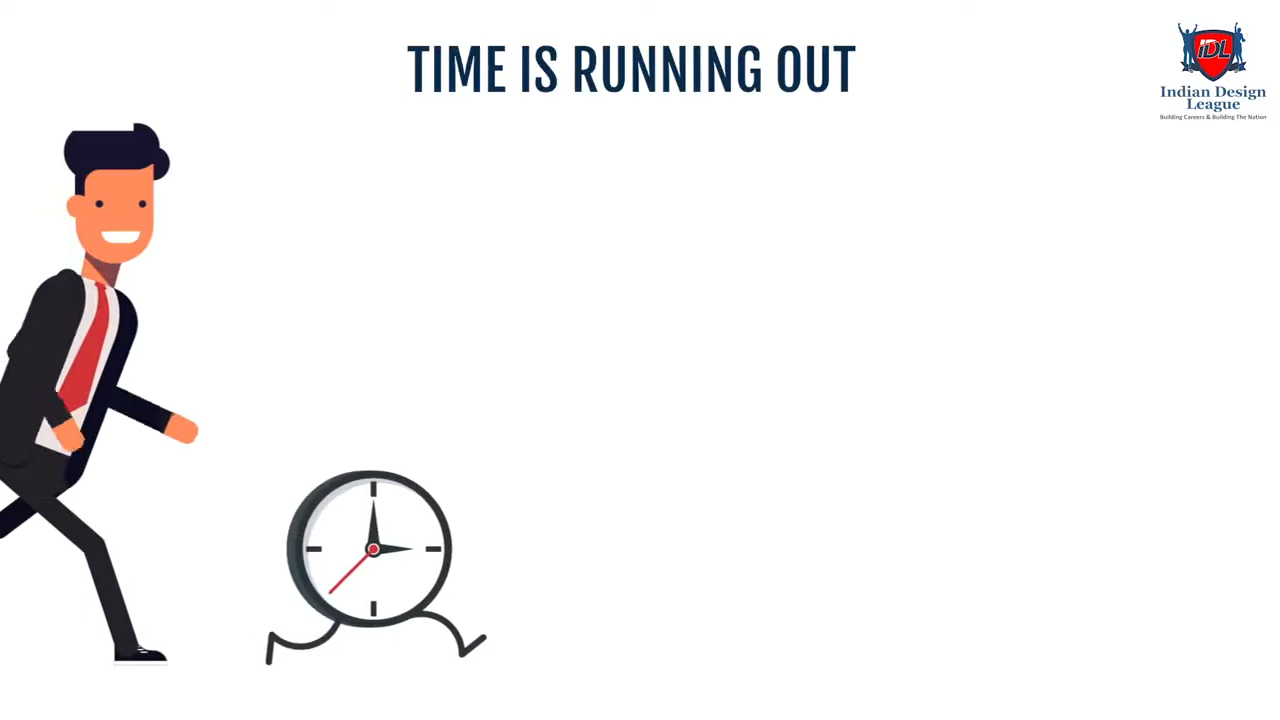 TIME IS RUNNING OUT
IDL
Indian Design
League
Building Careers & Building The Nation